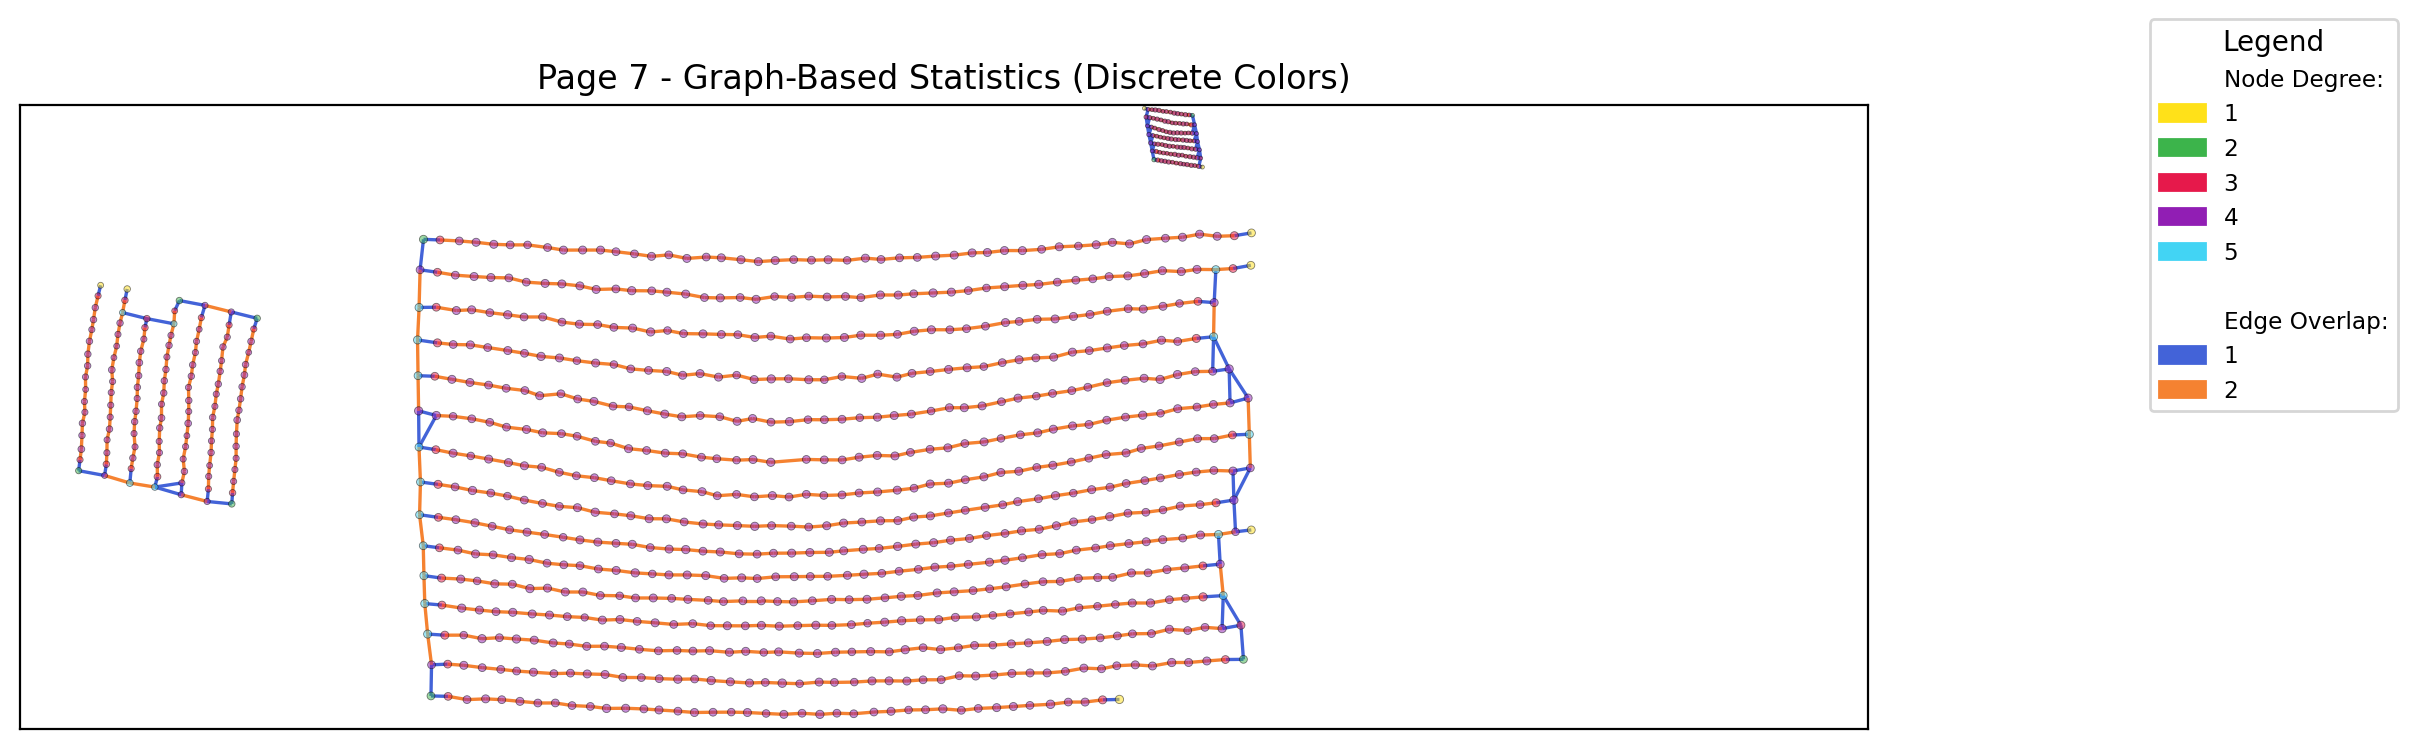 Page 7 - Graph-Based Statistics (Discrete Colors)
Legend
Node Degree:
1
2
3
4
5
Edge Overlap:
1
2